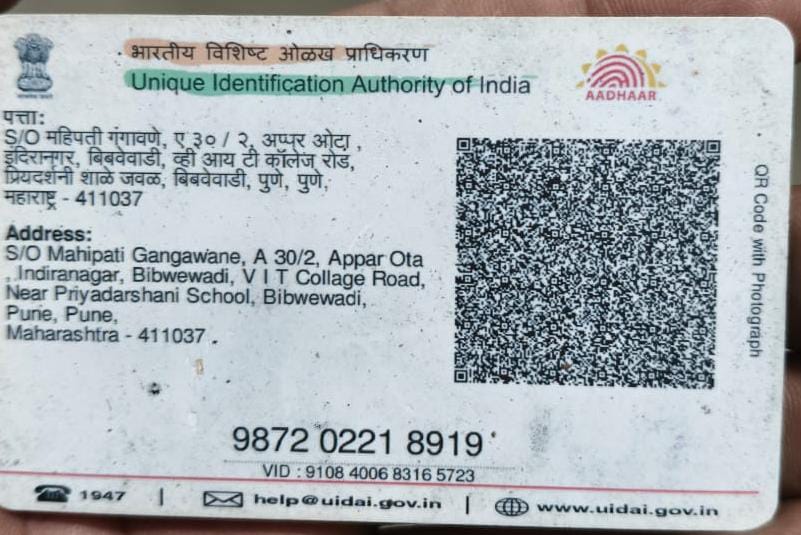 भारतीय विशिष्ट ओळख प्राधिकरण
Unique Identification Authority of India
AADHAAR
पत्ता:
S/O महिपती गंगावणे, ए ३० / २, अप्पर ओटा ,
इंदिरानगर, बिबवेवाडी, व्ही आय टी कॉलेज रोड,
प्रियदर्शनी शाळे जवळ, बिबवेवाडी, पुणे, पुणे,
महाराष्ट्र - 411037
Address:
S/O Mahipati Gangawane, A 30/2, Appar Ota
, Indiranagar, Bibwewadi, V I T Collage Road,
Near Priyadarshani School, Bibwewadi,
Pune, Pune,
Maharashtra - 411037
QR Code with Photograph
9872 0221 8919
VID : 9108 4006 8316 5723
1947 | help@uidai.gov.in | www.uidai.gov.in